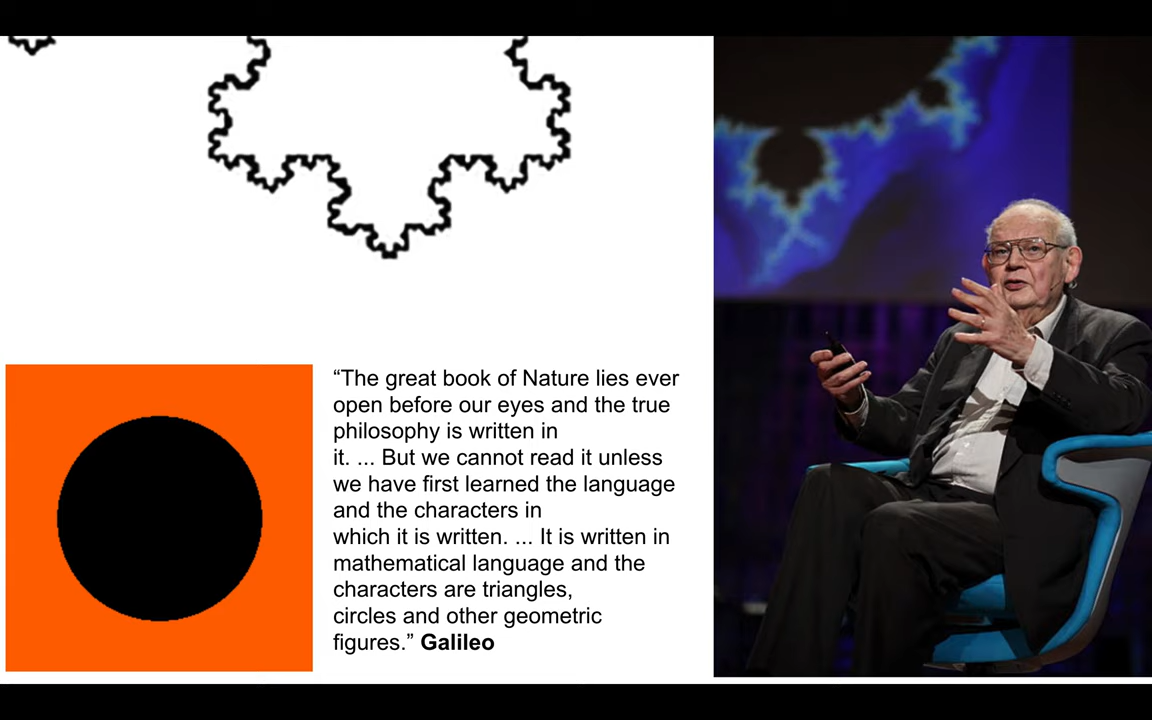 “The great book of Nature lies ever
open before our eyes and the true
philosophy is written in
it. ... But we cannot read it unless
we have first learned the language
and the characters in
which it is written. ... It is written in
mathematical language and the
characters are triangles,
circles and other geometric
figures.” Galileo